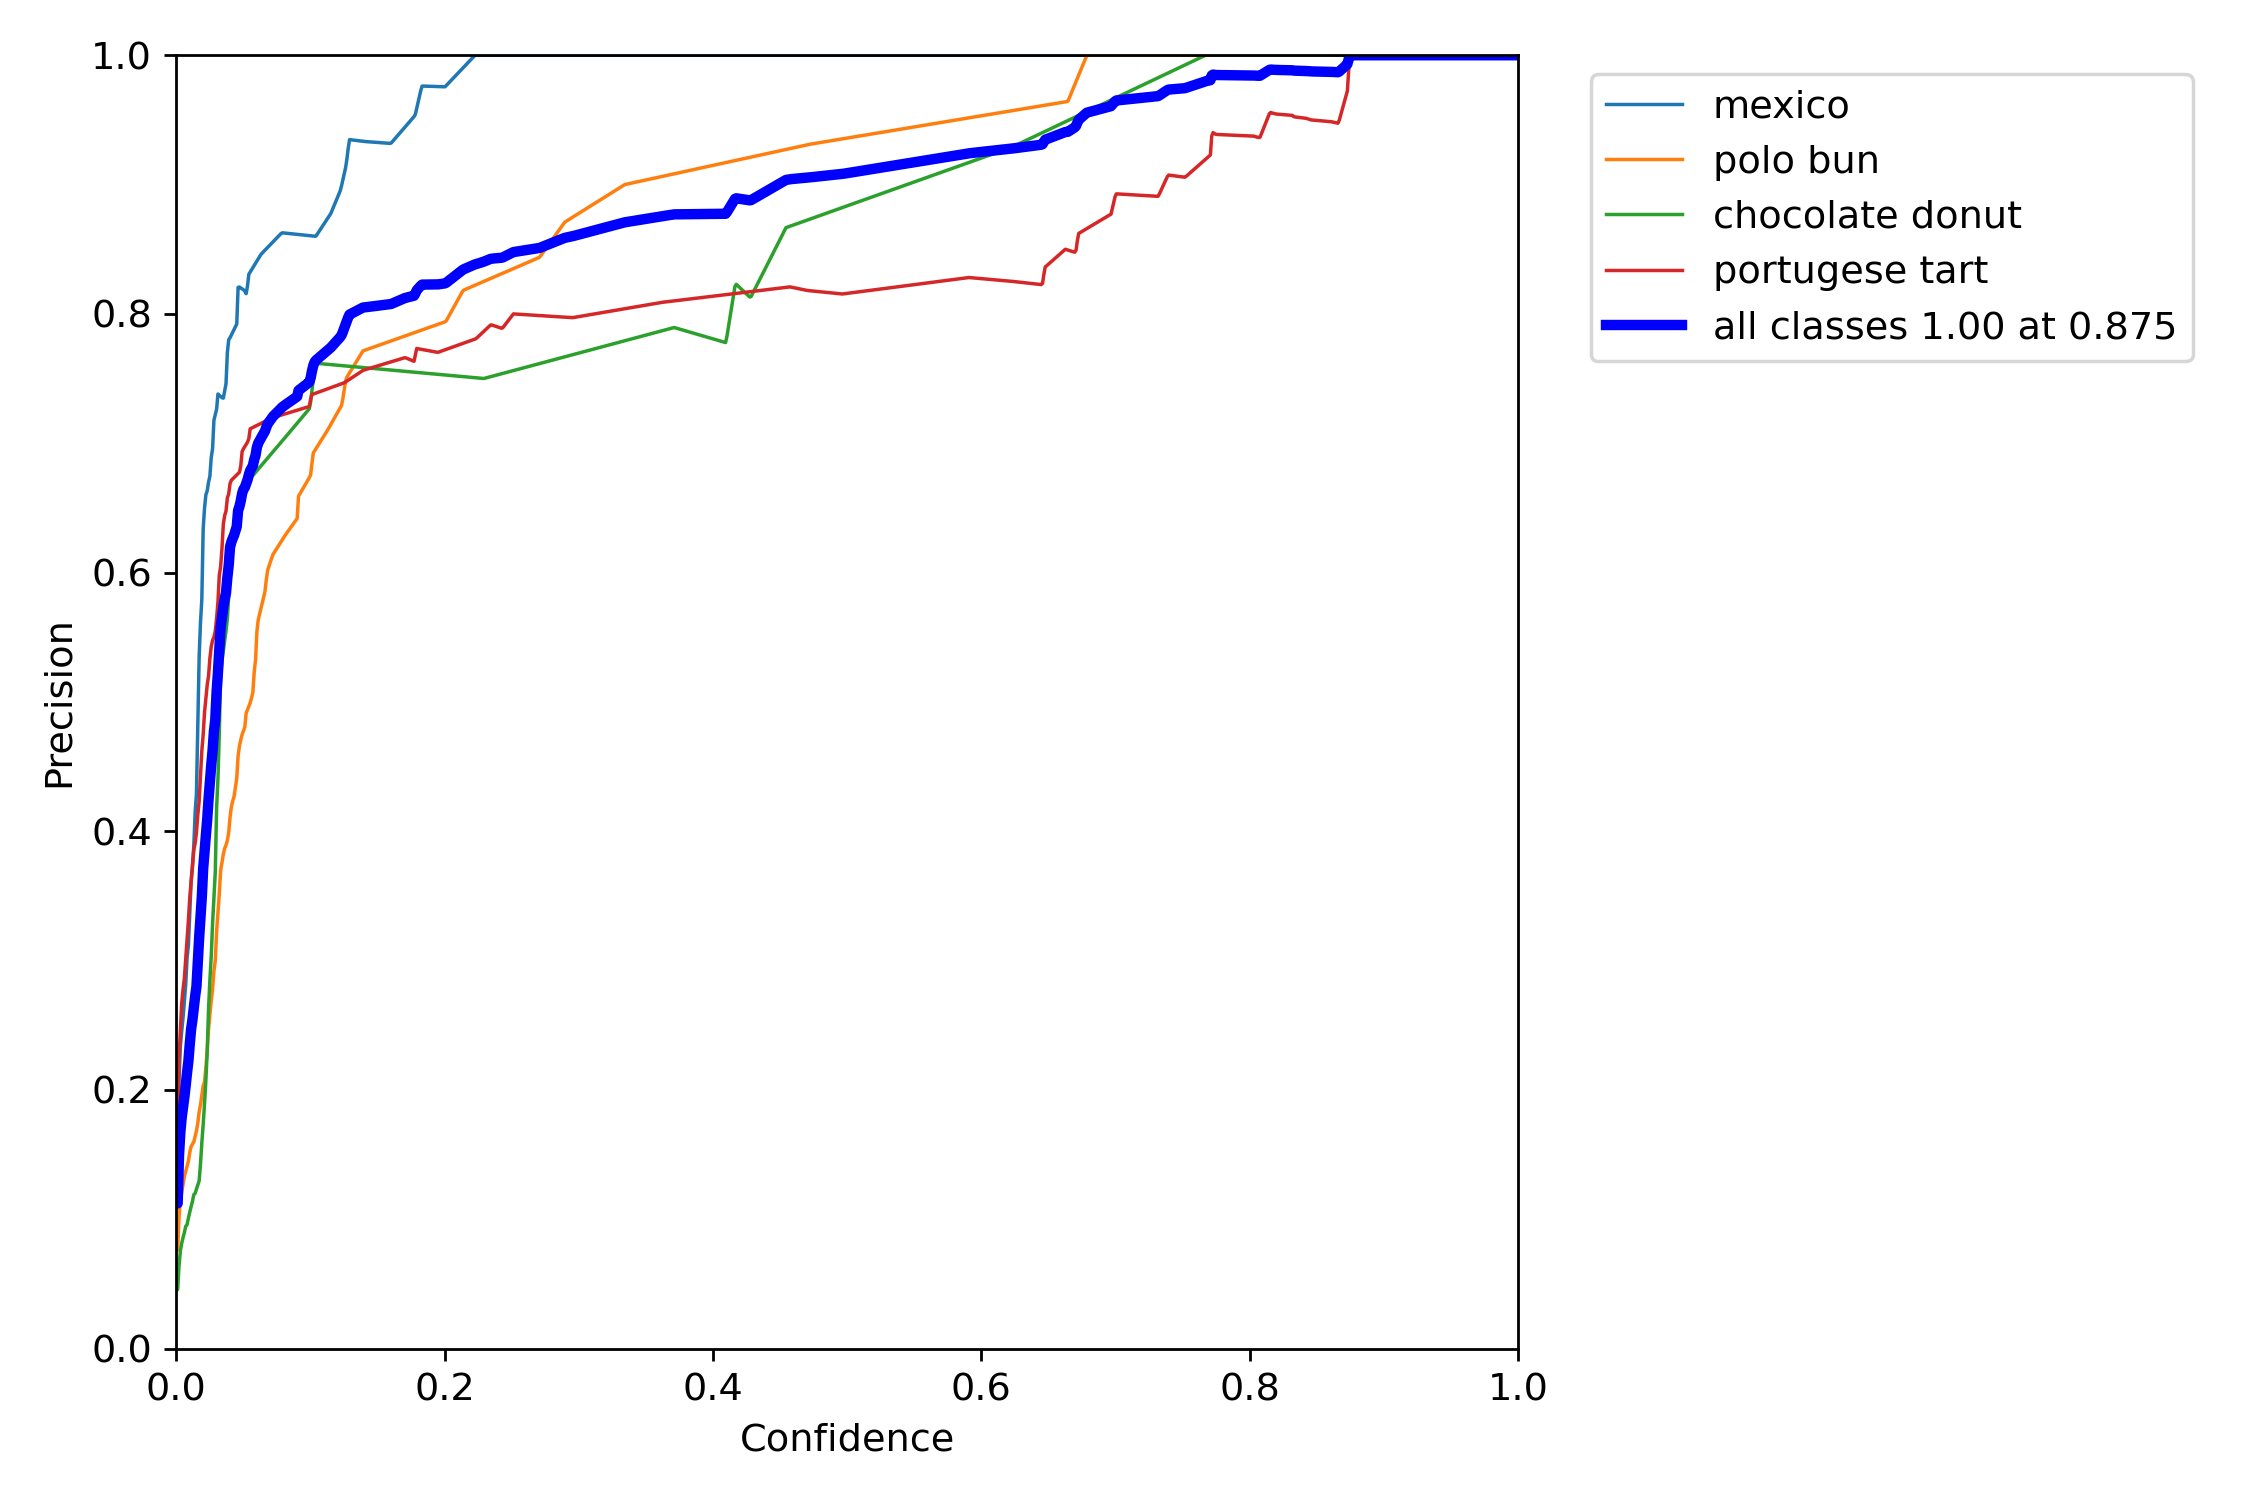 1.0
0.8
0.6
0.4
0.2
0.0
Precision
0.0 0.2 0.4 0.6 0.8 1.0
Confidence
mexico
polo bun
chocolate donut
portugese tart
all classes 1.00 at 0.875